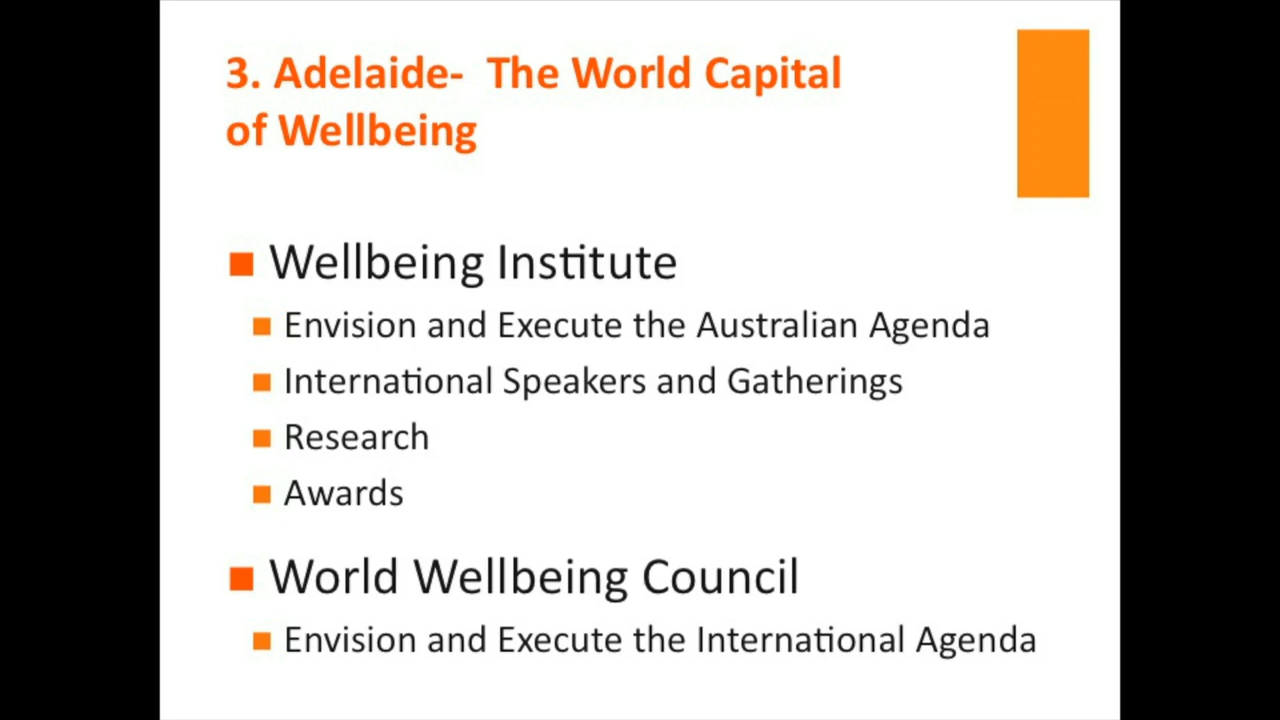 3. Adelaide-  The World Capital
of Wellbeing
Wellbeing Institute
Envision and Execute the Australian Agenda
International Speakers and Gatherings
Research
Awards
World Wellbeing Council
Envision and Execute the International Agenda